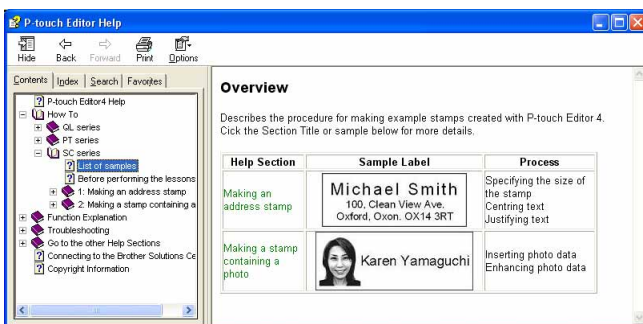 P-touch Editor Help
Hide Back Forward Print Options
Contents Index Search Favorites
P-touch Editor4 Help
How To
QL series
PT series
SC series
List of samples
Before performing the lessons
1: Making an address stamp
2: Making a stamp containing a
Function Explanation
Troubleshooting
Go to the other Help Sections
Connecting to the Brother Solutions Ce
Copyright Information
Overview
Describes the procedure for making example stamps created with P-touch Editor 4.
Click the Section Title or sample below for more details.
Help Section Sample Label Process
Making an
address stamp
Michael Smith
100, Clean View Ave.
Oxford, Oxon. OX14 3RT
Specifying the size of
the stamp
Centring text
Justifying text
Making a stamp
containing a
photo
Karen Yamaguchi
Inserting photo data
Enhancing photo data